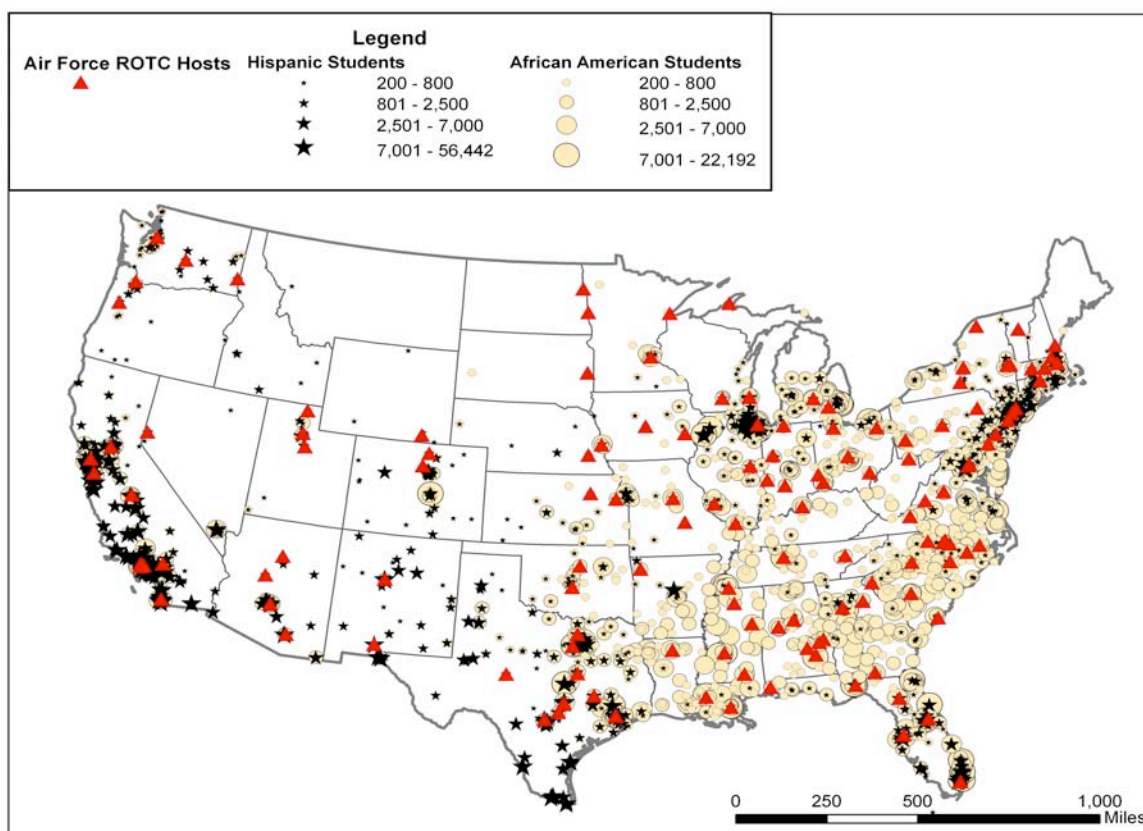 Legend
Air Force ROTC Hosts Hispanic Students African American Students
200 - 800 200 - 800
801 - 2,500 801 - 2,500
2,501 - 7,000 2,501 - 7,000
7,001 - 56,442 7,001 - 22,192
0 250 500 1,000
Miles